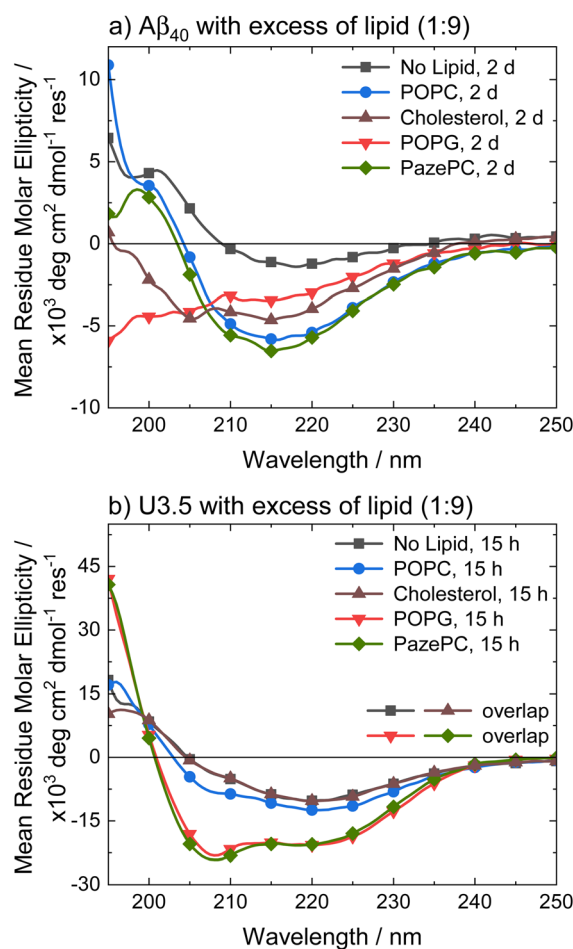 a) Aβ40 with excess of lipid (1:9)
10
5
0
-5
-10
Mean Residue Molar Ellipticity /
x10³ deg cm² dmol⁻¹ res⁻¹
No Lipid, 2 d
POPC, 2 d
Cholesterol, 2 d
POPG, 2 d
PazePC, 2 d
200 210 220 230 240 250
Wavelength / nm
b) U3.5 with excess of lipid (1:9)
45
30
15
0
-15
-30
Mean Residue Molar Ellipticity /
x10³ deg cm² dmol⁻¹ res⁻¹
No Lipid, 15 h
POPC, 15 h
Cholesterol, 15 h
POPG, 15 h
PazePC, 15 h
overlap
overlap
200 210 220 230 240 250
Wavelength / nm